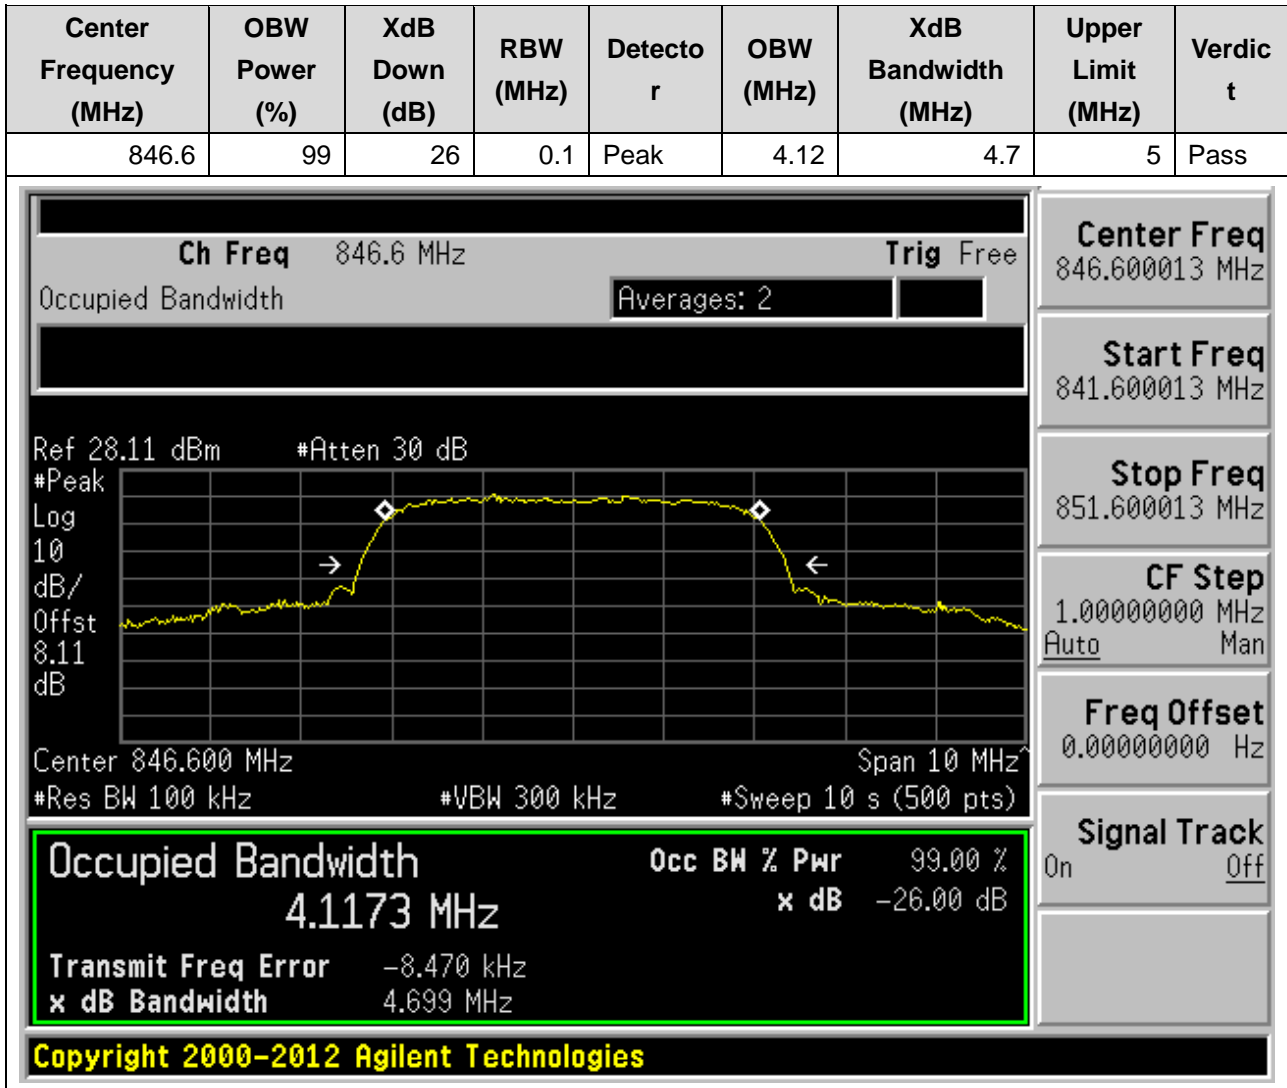 Center Frequency (MHz) OBW Power (%) XdB Down (dB) RBW (MHz) Detecto r OBW (MHz) XdB Bandwidth (MHz) Upper Limit (MHz) Verdic t
846.6 99 26 0.1 Peak 4.12 4.7 5 Pass
Ch Freq 846.6 MHz Trig Free
Occupied Bandwidth Averages: 2
Ref 28.11 dBm #Atten 30 dB
#Peak
Log
10
dB/
Offst
8.11
dB
Center 846.600 MHz Span 10 MHz^
#Res BW 100 kHz #VBW 300 kHz #Sweep 10 s (500 pts)
Occupied Bandwidth Occ BW % Pwr 99.00 %
4.1173 MHz x dB -26.00 dB
Transmit Freq Error -8.470 kHz
x dB Bandwidth 4.699 MHz
Copyright 2000-2012 Agilent Technologies
Center Freq
846.600013 MHz
Start Freq
841.600013 MHz
Stop Freq
851.600013 MHz
CF Step
1.00000000 MHz
Auto Man
Freq Offset
0.00000000 Hz
Signal Track
On Off